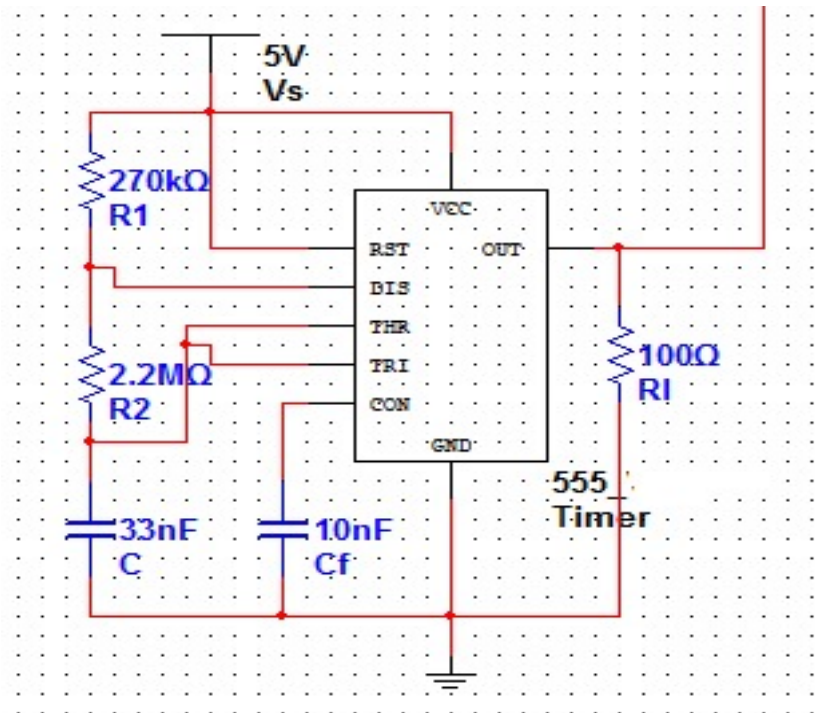 5V
Vs
270kΩ
R1
VCC
RST
OUT
DIS
THR
2.2MΩ
TRI
100Ω
R2
CON
Rl
GND
555_
Timer
33nF
10nF
C
Cf